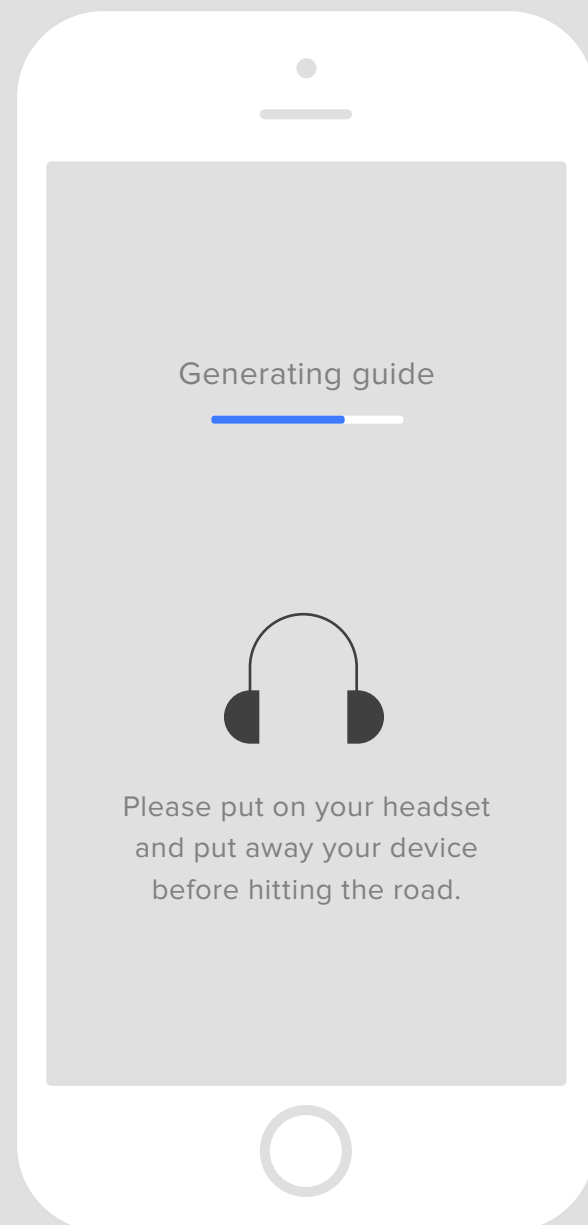 Generating guide
Please put on your headset
and put away your device
before hitting the road.